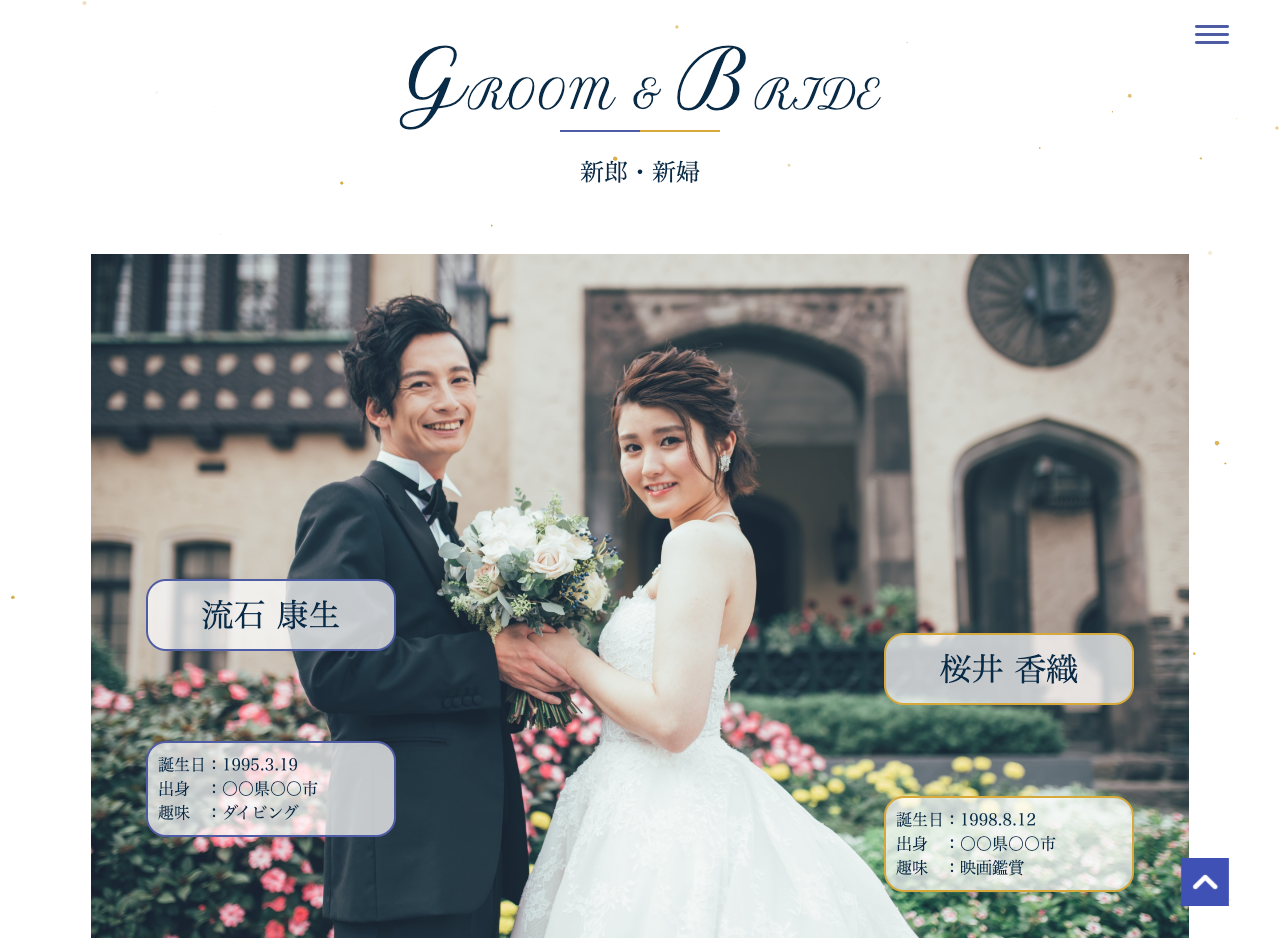 GROOM & BRIDE
新郎・新婦
流石 康生
桜井 香織
誕生日：1995.3.19
出身　：〇〇県〇〇市
趣味　：ダイビング
誕生日：1998.8.12
出身　：〇〇県〇〇市
趣味　：映画鑑賞